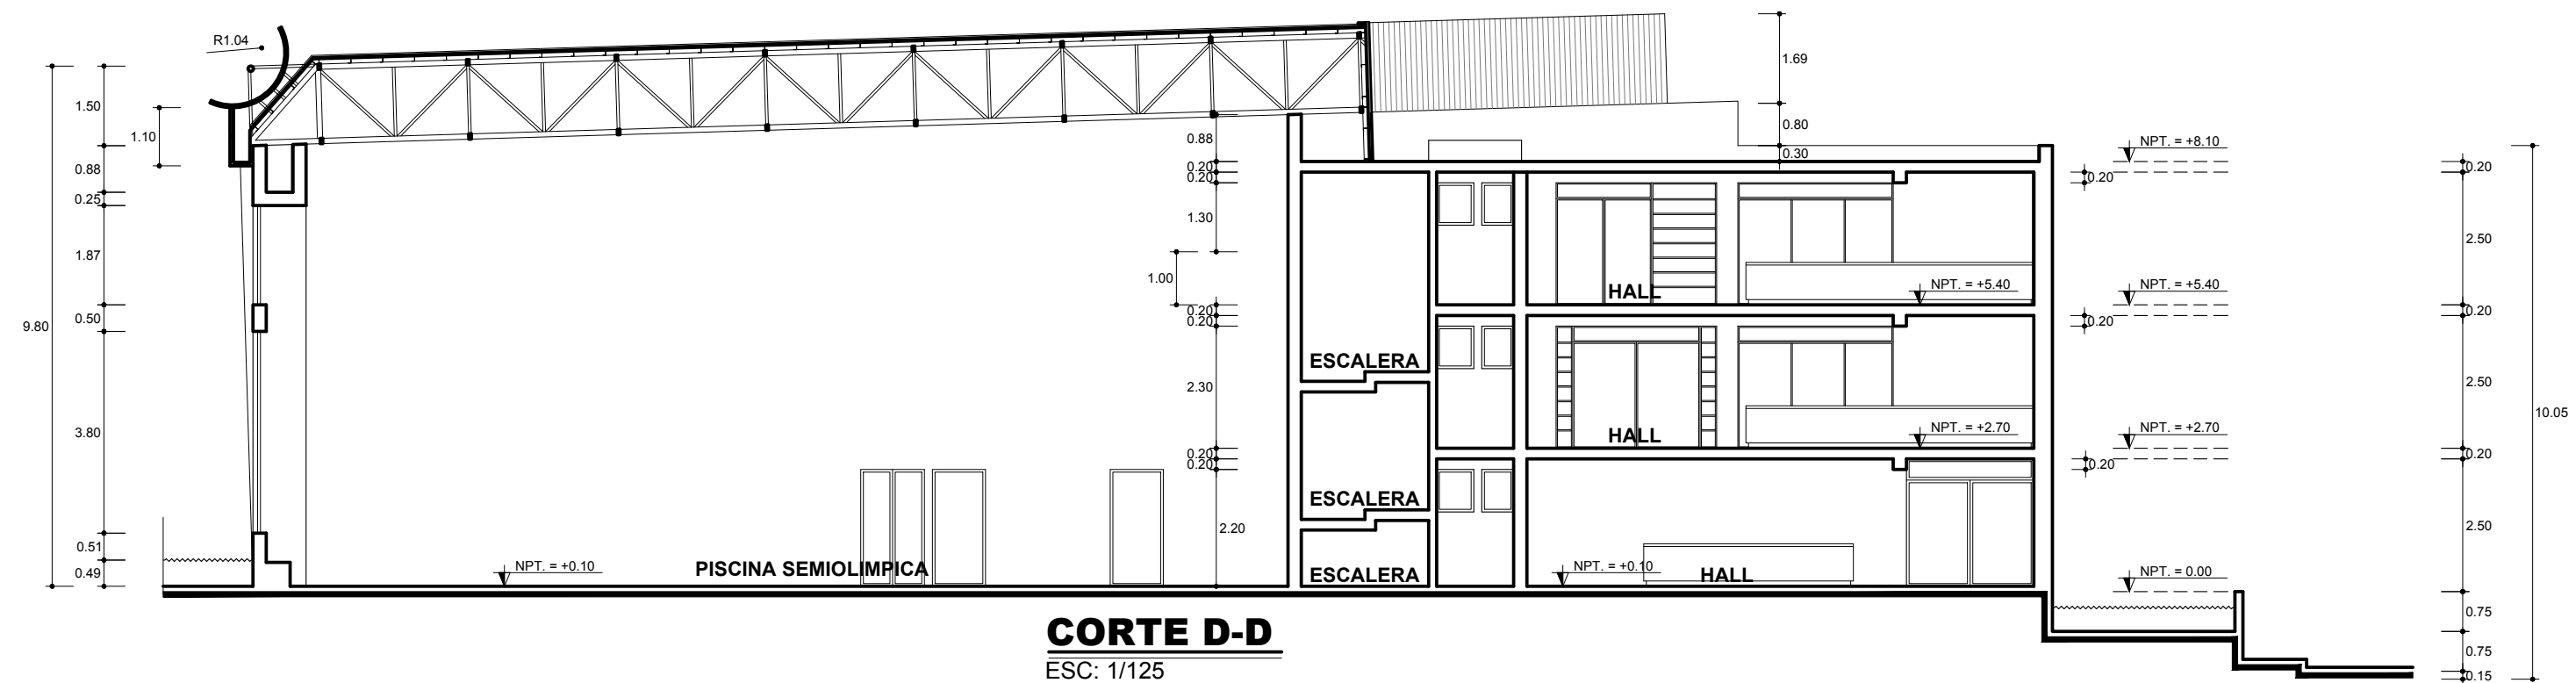 R1.04
9.80
1.50
1.10
0.88
0.25
1.87
0.50
3.80
0.51
0.49
NPT. = +0.10
PISCINA SEMIOLIMPICA
0.88
0.20
0.20
1.30
1.00
0.20
0.20
2.30
0.20
0.20
2.20
ESCALERA
ESCALERA
ESCALERA
1.69
0.80
0.30
HALL
NPT. = +5.40
HALL
NPT. = +2.70
NPT. = +0.10
HALL
NPT. = +8.10
0.20
NPT. = +5.40
0.20
NPT. = +2.70
0.20
NPT. = 0.00
0.20
2.50
0.20
2.50
0.20
2.50
0.75
0.75
0.15
10.05
CORTE D-D
ESC: 1/125